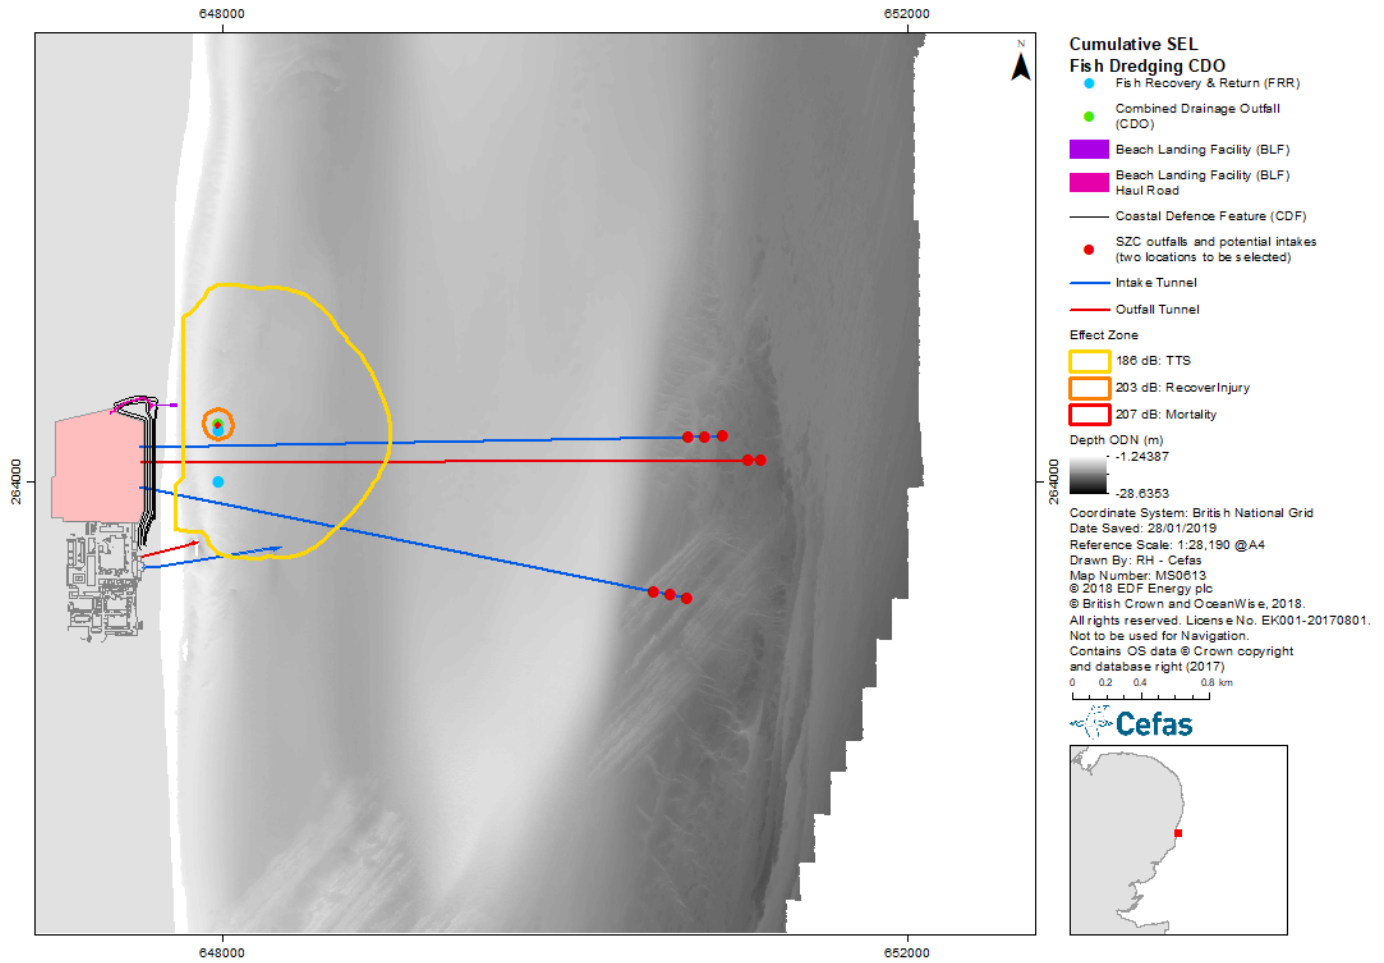 648000
652000
N
264000
264000
648000
652000
Cumulative SEL
Fish Dredging CDO
Fish Recovery & Return (FRR)
Combined Drainage Outfall
(CDO)
Beach Landing Facility (BLF)
Beach Landing Facility (BLF)
Haul Road
Coastal Defence Feature (CDF)
SZC outfalls and potential intakes
(two locations to be selected)
Intake Tunnel
Outfall Tunnel
Effect Zone
186 dB: TTS
203 dB: RecoverInjury
207 dB: Mortality
Depth ODN (m)
-1.24387
-28.6353
Coordinate System: British National Grid
Date Saved: 28/01/2019
Reference Scale: 1:28,190 @A4
Drawn By: RH - Cefas
Map Number: MS0613
© 2018 EDF Energy plc
© British Crown and OceanWise, 2018.
All rights reserved. License No. EK001-20170801.
Not to be used for Navigation.
Contains OS data © Crown copyright
and database right (2017)
0 0.2 0.4 0.8 km
Cefas